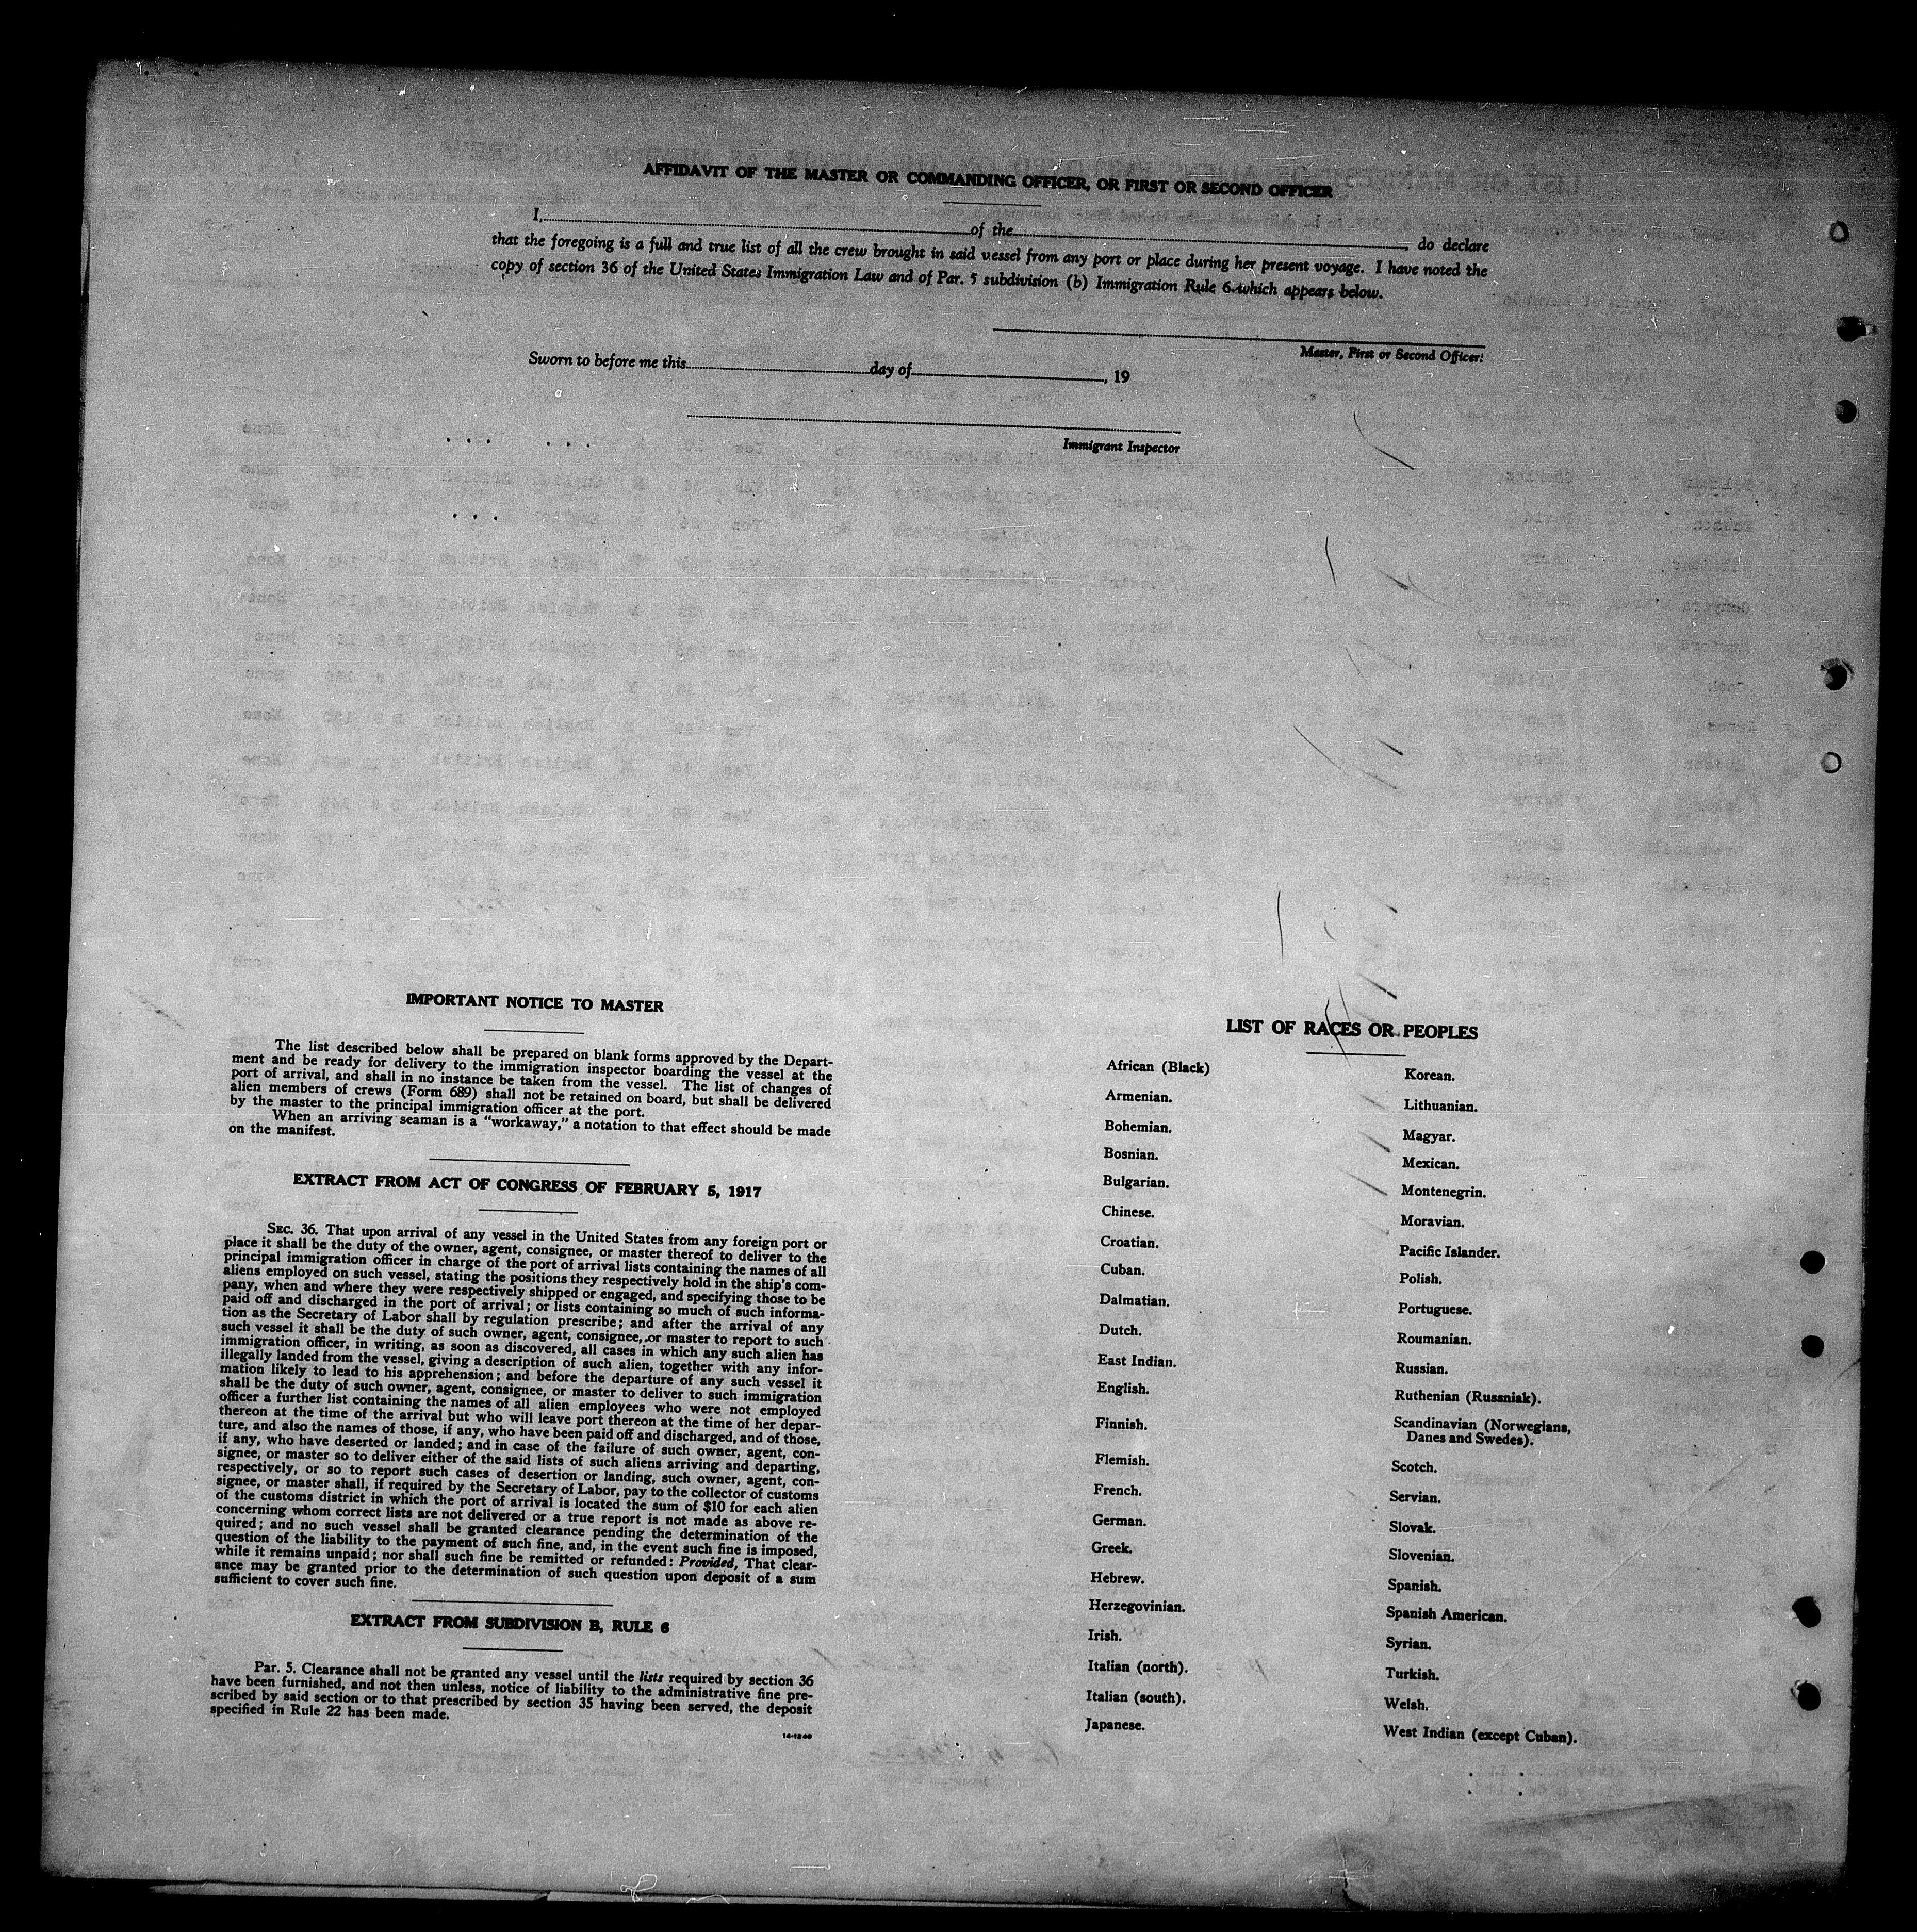 AFFIDAVIT OF THE MASTER OR COMMANDING OFFICER, OR FIRST OR SECOND OFFICER
I, of the , do declare
that the foregoing is a full and true list of all the crew brought in said vessel from any port or place during her present voyage. I have noted the
copy of section 36 of the United States Immigration Law and of Par. 5 subdivision (b) Immigration Rule 6 which appears below.
Master, First or Second Officer.
Sworn to before me this day of , 19
Immigrant Inspector
IMPORTANT NOTICE TO MASTER
The list described below shall be prepared on blank forms approved by the Depart-
ment and be ready for delivery to the immigration inspector boarding the vessel at the
port of arrival, and shall in no instance be taken from the vessel. The list of changes of
alien members of crews (Form 689) shall not be retained on board, but shall be delivered
by the master to the principal immigration officer at the port.
When an arriving seaman is a "workaway," a notation to that effect should be made
on the manifest.
EXTRACT FROM ACT OF CONGRESS OF FEBRUARY 5, 1917
SEC. 36. That upon arrival of any vessel in the United States from any foreign port or
place it shall be the duty of the owner, agent, consignee, or master thereof to deliver to the
principal immigration officer in charge of the port of arrival lists containing the names of all
aliens employed on such vessel, stating the positions they respectively hold in the ship's com-
pany, when and where they were respectively shipped or engaged, and specifying those to be
paid off and discharged in the port of arrival; or lists containing so much of such informa-
tion as the Secretary of Labor shall by regulation prescribe; and after the arrival of any
such vessel it shall be the duty of such owner, agent, consignee, or master to report to such
immigration officer, in writing, as soon as discovered, all cases in which any such alien has
illegally landed from the vessel, giving a description of such alien, together with any infor-
mation likely to lead to his apprehension; and before the departure of any such vessel it
shall be the duty of such owner, agent, consignee, or master to deliver to such immigration
officer a further list containing the names of all alien employees who were not employed
thereon at the time of the arrival but who will leave port thereon at the time of her depar-
ture, and also the names of those, if any, who have been paid off and discharged, and of those,
if any, who have deserted or landed; and in case of the failure of such owner, agent, con-
signee, or master so to deliver either of the said lists of such aliens arriving and departing,
respectively, or so to report such cases of desertion or landing, such owner, agent, con-
signee, or master shall, if required by the Secretary of Labor, pay to the collector of customs
of the customs district in which the port of arrival is located the sum of $10 for each alien
concerning whom correct lists are not delivered or a true report is not made as above re-
quired; and no such vessel shall be granted clearance pending the determination of the
question of the liability to the payment of such fine, and, in the event such fine is imposed,
while it remains unpaid; nor shall such fine be remitted or refunded: Provided, That clear-
ance may be granted prior to the determination of such question upon deposit of a sum
sufficient to cover such fine.
EXTRACT FROM SUBDIVISION B, RULE 6
Par. 5. Clearance shall not be granted any vessel until the lists required by section 36
have been furnished, and not then unless, notice of liability to the administrative fine pre-
scribed by said section or to that prescribed by section 35 having been served, the deposit
specified in Rule 22 has been made.
14-1240
LIST OF RACES OR PEOPLES
African (Black)
Armenian.
Bohemian.
Bosnian.
Bulgarian.
Chinese.
Croatian.
Cuban.
Dalmatian.
Dutch.
East Indian.
English.
Finnish.
Flemish.
French.
German.
Greek.
Hebrew.
Herzegovinian.
Irish.
Italian (north).
Italian (south).
Japanese.
Korean.
Lithuanian.
Magyar.
Mexican.
Montenegrin.
Moravian.
Pacific Islander.
Polish.
Portuguese.
Roumanian.
Russian.
Ruthenian (Russniak).
Scandinavian (Norwegians,
Danes and Swedes).
Scotch.
Servian.
Slovak.
Slovenian.
Spanish.
Spanish American.
Syrian.
Turkish.
Welsh.
West Indian (except Cuban).